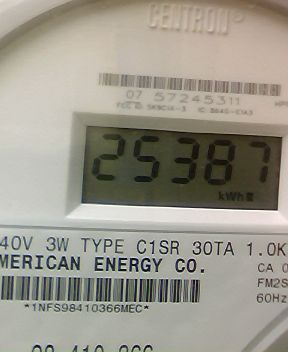 CENTRON®
07 57245311
25387
kWh
40V 3W TYPE C1SR 30TA 1.0K
MERICAN ENERGY CO.
CA 0
FM2S
60Hz
*1NFS98410366MEC*